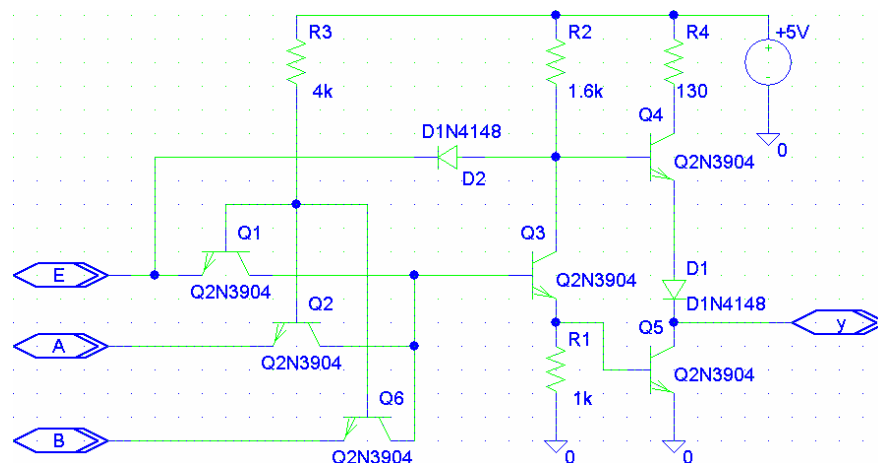 R3
R2
R4
+5V
4k
1.6k
130
Q4
D1N4148
0
D2
Q2N3904
Q1
Q3
E
D1
Q2N3904
Q2
Q2N3904
D1N4148
A
Q5
y
Q2N3904
R1
Q2N3904
Q6
1k
B
Q2N3904
0
0